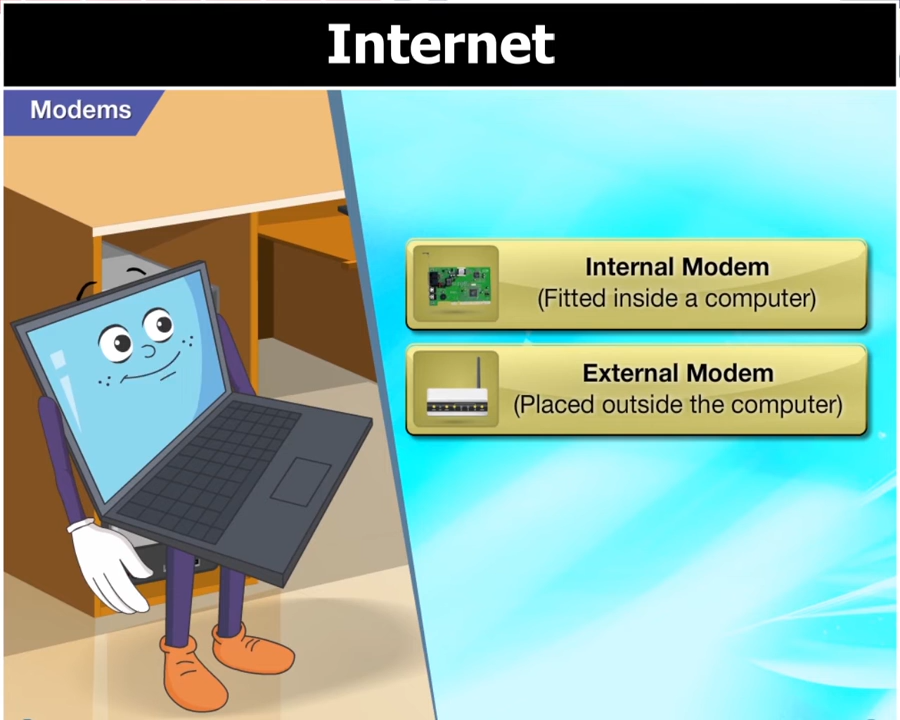 Internet
Modems
Internal Modem
(Fitted inside a computer)
External Modem
(Placed outside the computer)